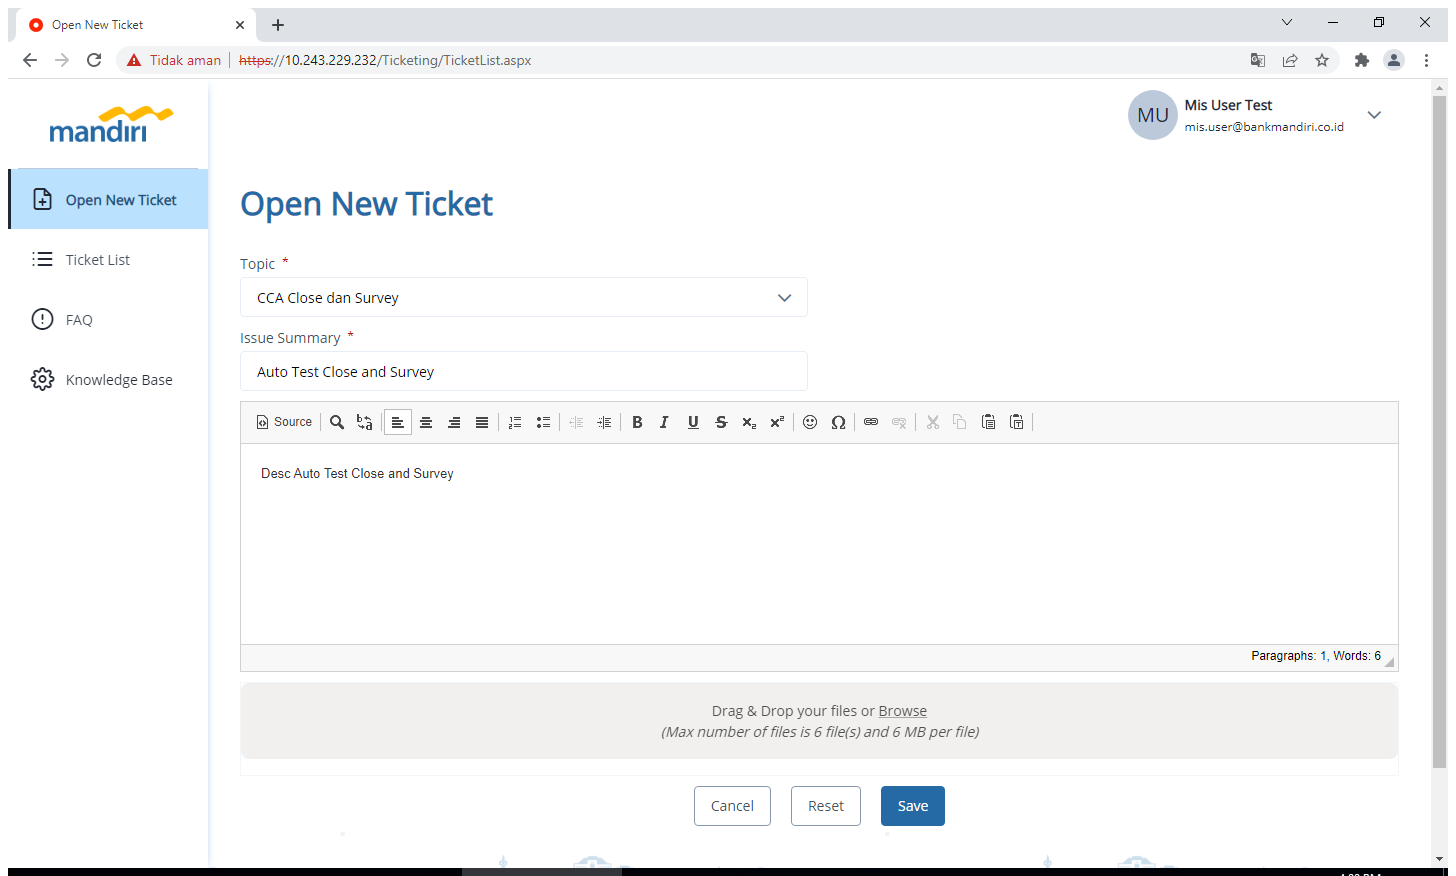 Open New Ticket
Tidak aman https://10.243.229.232/Ticketing/TicketList.aspx
mandiri
MU
Mis User Test
mis.user@bankmandiri.co.id
Open New Ticket
Ticket List
FAQ
Knowledge Base
Open New Ticket
Topic *
CCA Close dan Survey
Issue Summary *
Auto Test Close and Survey
Source
Desc Auto Test Close and Survey
Paragraphs: 1, Words: 6
Drag & Drop your files or Browse
(Max number of files is 6 file(s) and 6 MB per file)
Cancel Reset Save